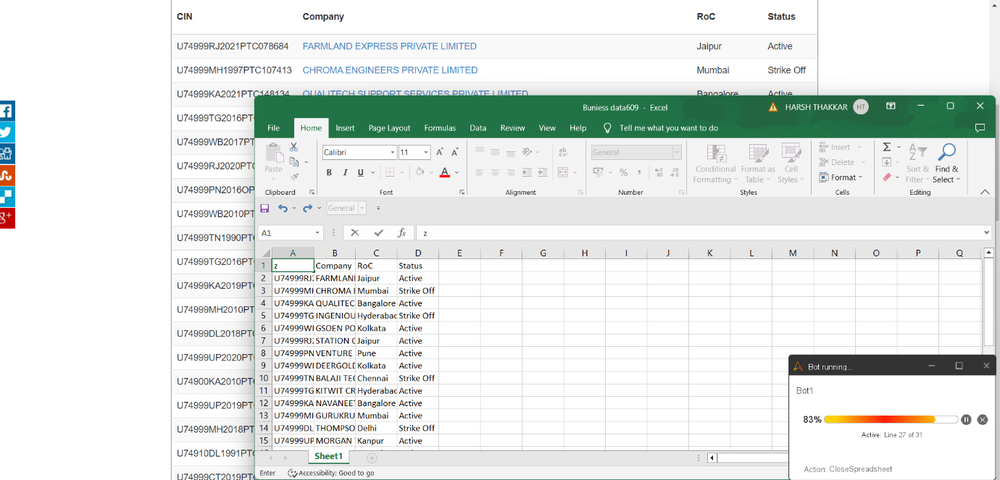 CIN Company RoC Status
U74999RJ2021PTC078684 FARMLAND EXPRESS PRIVATE LIMITED Jaipur Active
U74999MH1997PTC107413 CHROMA ENGINEERS PRIVATE LIMITED Mumbai Strike Off
U74999KA2021PTC148134 QUALITECH SUPPORT SERVICES PRIVATE LIMITED Bangalore Active
U74999TG2016PT
U74999WB2017PT
U74999RJ2020PT
U74999PN2016OP
U74999WB2010PT
U74999TN1990PT
U74999TG2016PT
U74999KA2019PT
U74999MH2010PT
U74999DL2018PT
U74999UP2020PT
U74900KA2010PT
U74999UP2019PT
U74999MH2018PT
U74910DL1991PT
U74999CT2019PT
Buniess data609 - Excel
HARSH THAKKAR HT
File Home Insert Page Layout Formulas Data Review View Help Tell me what you want to do
Paste
Clipboard
Calibri 11
B I U A
Font
ab
Alignment
General
% ,
Number
Conditional Formatting
Format as Table
Cell Styles
Styles
Insert
Delete
Format
Cells
Sort & Filter
Find & Select
Editing
General
A1 fx z
A B C D E F G H I J K L M N O P Q
1 z Company RoC Status
2 U74999RJ FARMLAN Jaipur Active
3 U74999M CHROMA Mumbai Strike Off
4 U74999KA QUALITEC Bangalore Active
5 U74999TG INGENIOU Hyderabac Strike Off
6 U74999W GSOEN PO Kolkata Active
7 U74999RJ STATION Jaipur Active
8 U74999PN VENTURE Pune Active
9 U74999W DEERGOL Kolkata Active
10 U74999TN BALAJI TE Chennai Strike Off
11 U74999TG KITWIT CR Hyderabac Active
12 U74999KA NAVANEE Bangalore Active
13 U74999M GURUKRU Mumbai Active
14 U74999DL THOMPSO Delhi Strike Off
15 U74999UP MORGAN Kanpur Active
Sheet1
Enter Accessibility: Good to go
Bot running...
Bot1
83%
Active: Line 27 of 31
Action: CloseSpreadsheet